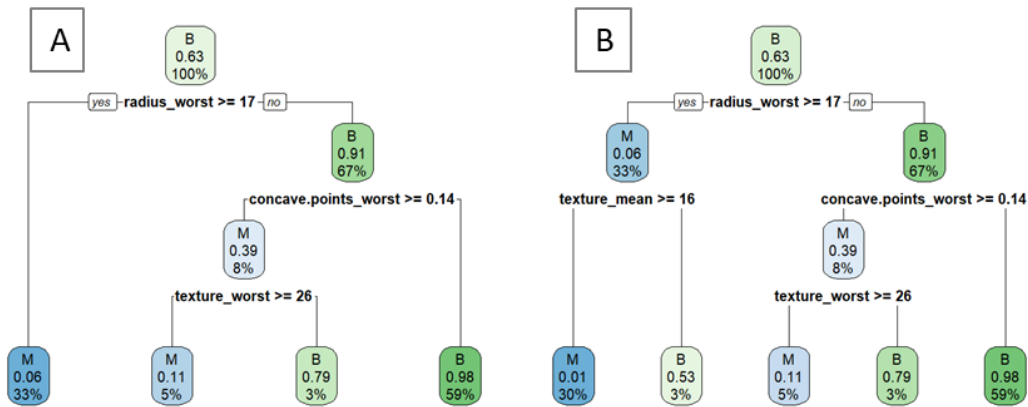 A
B
0.63
100%
yes radius_worst >= 17 no
B
0.91
67%
concave.points_worst >= 0.14
M
0.39
8%
texture_worst >= 26
M
0.06
33%
M
0.11
5%
B
0.79
3%
B
0.98
59%
B
B
0.63
100%
yes radius_worst >= 17 no
M
0.06
33%
B
0.91
67%
texture_mean >= 16
concave.points_worst >= 0.14
M
0.39
8%
texture_worst >= 26
M
0.01
30%
B
0.53
3%
M
0.11
5%
B
0.79
3%
B
0.98
59%